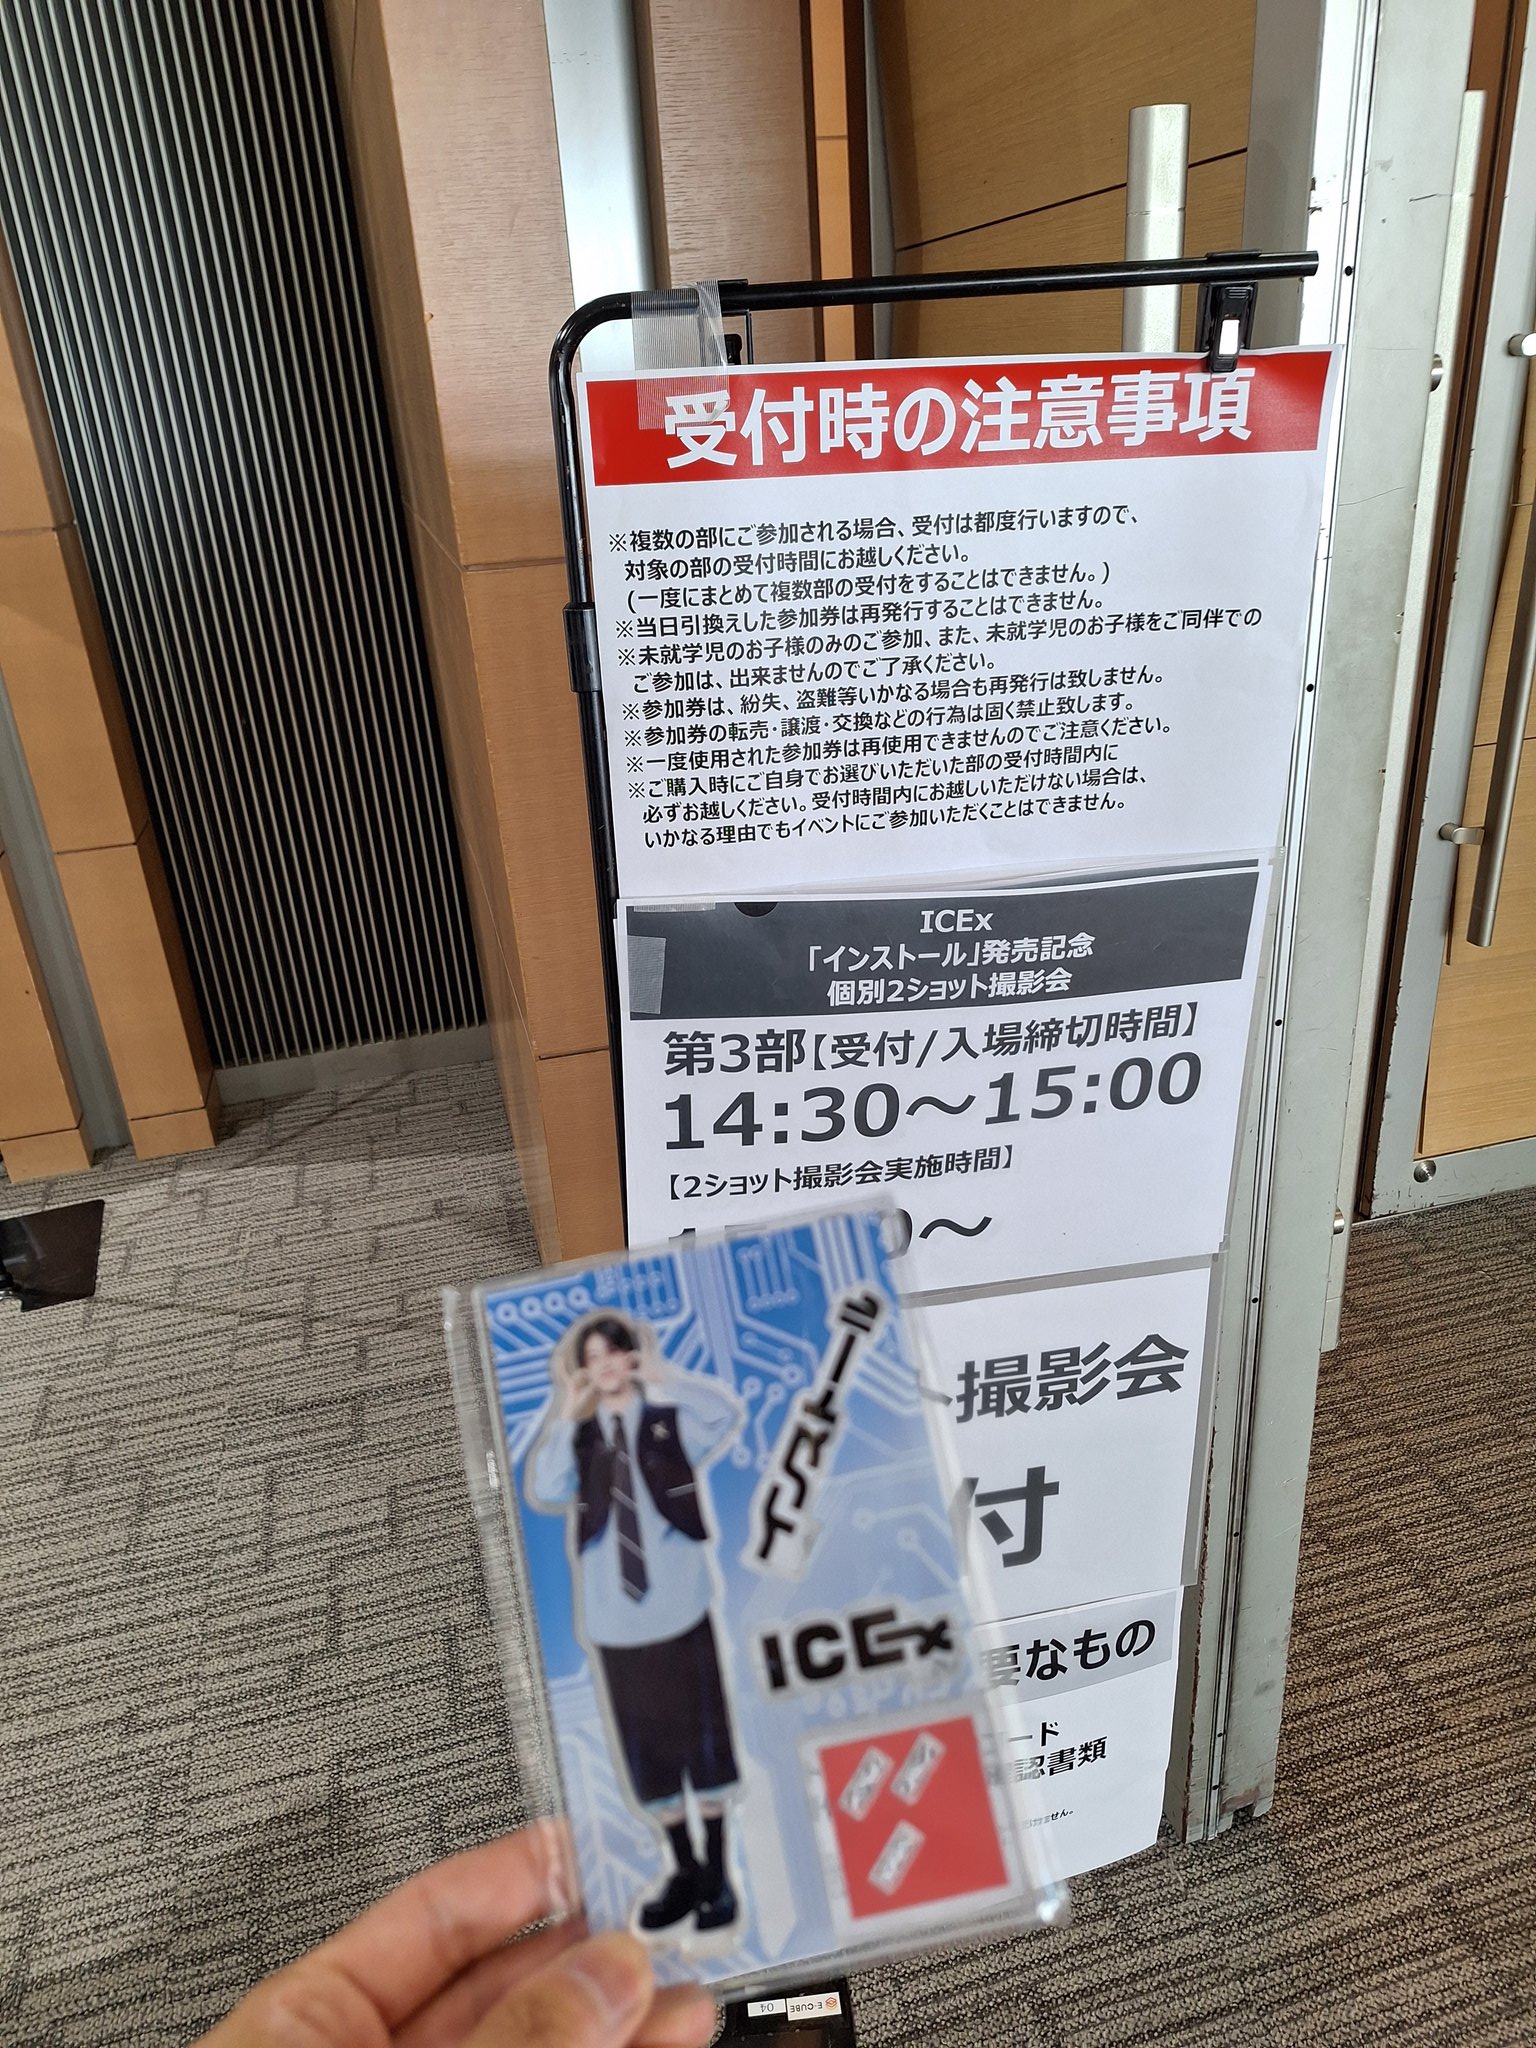 受付時の注意事項
※複数の部にご参加される場合、受付は都度行いますので、
対象の部の受付時間にお越しください。
(一度にまとめて複数部の受付をすることはできません。)
※当日引換えした参加券は再発行することはできません。
※未就学児のお子様のみのご参加、また、未就学児のお子様をご同伴での
ご参加は、出来ませんのでご了承ください。
※参加券は、紛失、盗難等いかなる場合も再発行は致しません。
※参加券の転売・譲渡・交換などの行為は固く禁止致します。
※一度使用された参加券は再使用できませんのでご注意ください。
※ご購入時にご自身でお選びいただいた部の受付時間内に
必ずお越しください。受付時間内にお越しいただけない場合は、
いかなる理由でもイベントにご参加いただくことはできません。
ICEx
「インストール」発売記念
個別2ショット撮影会
第3部【受付/入場締切時間】
14:30～15:00
【2ショット撮影会実施時間】
～
撮影会
付
要なもの
ード
認書類
せん。
インストール
ICEx
E-CUBE
04